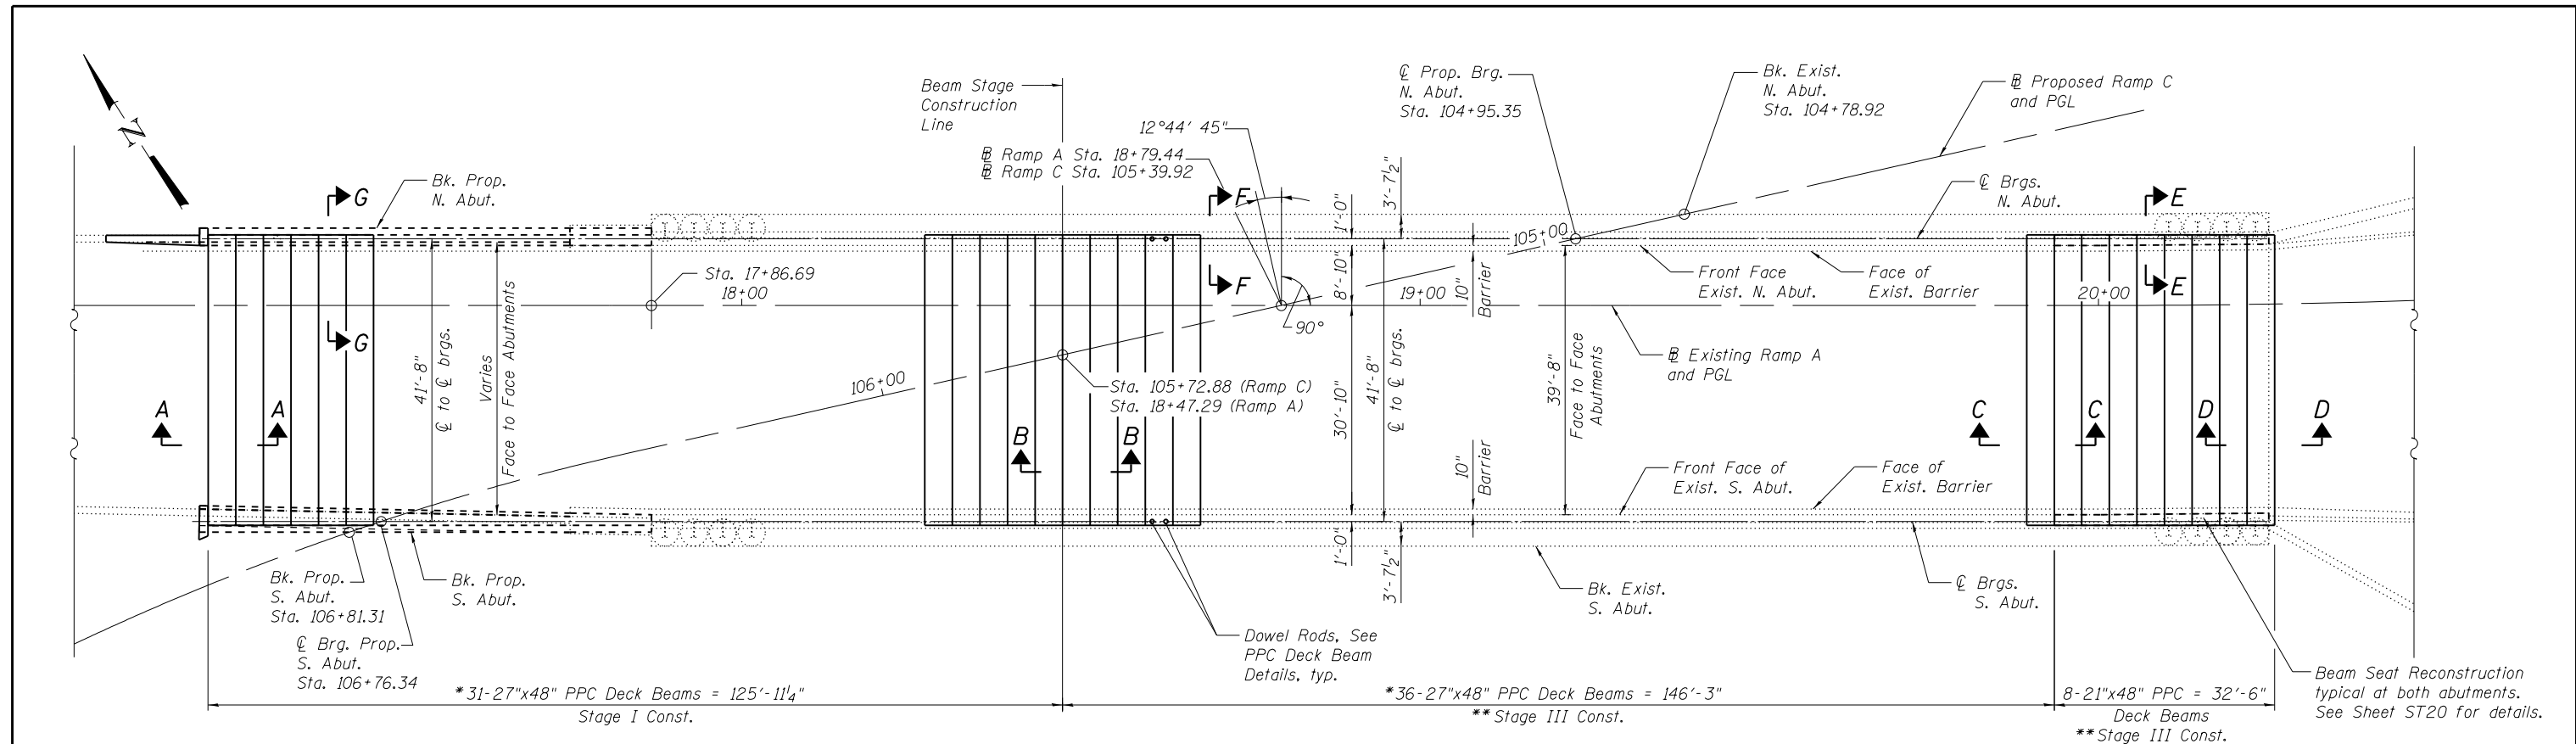 N
Beam Stage
Construction
Line
12°44' 45"
℄ Prop. Brg.
N. Abut.
Sta. 104+95.35
Bk. Exist.
N. Abut.
Sta. 104+78.92
Proposed Ramp C
and PGL
Ramp A Sta. 18+79.44
Ramp C Sta. 105+39.92
Bk. Prop.
N. Abut.
G
F
E
℄ Brgs.
N. Abut.
3'-7½"
1'-0"
8'-10"
10"
Barrier
105+00
Sta. 17+86.69
18+00
F
19+00
Front Face
Exist. N. Abut.
Face of
Exist. Barrier
20+00
E
G
90°
Existing Ramp A
and PGL
41'-8"
℄ to ℄ brgs.
Varies
Face to Face Abutments
106+00
Sta. 105+72.88 (Ramp C)
Sta. 18+47.29 (Ramp A)
30'-10"
41'-8"
℄ to ℄ brgs.
39'-8"
Face to Face
Abutments
A
A
B
B
C
C
D
D
10"
Barrier
Front Face of
Exist. S. Abut.
Face of
Exist. Barrier
1'-0"
3'-7½"
Bk. Prop.
S. Abut.
Sta. 106+81.31
Bk. Prop.
S. Abut.
Bk. Exist.
S. Abut.
℄ Brgs.
S. Abut.
℄ Brg. Prop.
S. Abut.
Sta. 106+76.34
Dowel Rods, See
PPC Deck Beam
Details, typ.
Beam Seat Reconstruction
typical at both abutments.
See Sheet ST20 for details.
*31-27"x48" PPC Deck Beams = 125'-11¼"
Stage I Const.
*36-27"x48" PPC Deck Beams = 146'-3"
**Stage III Const.
8-21"x48" PPC = 32'-6"
Deck Beams
**Stage III Const.